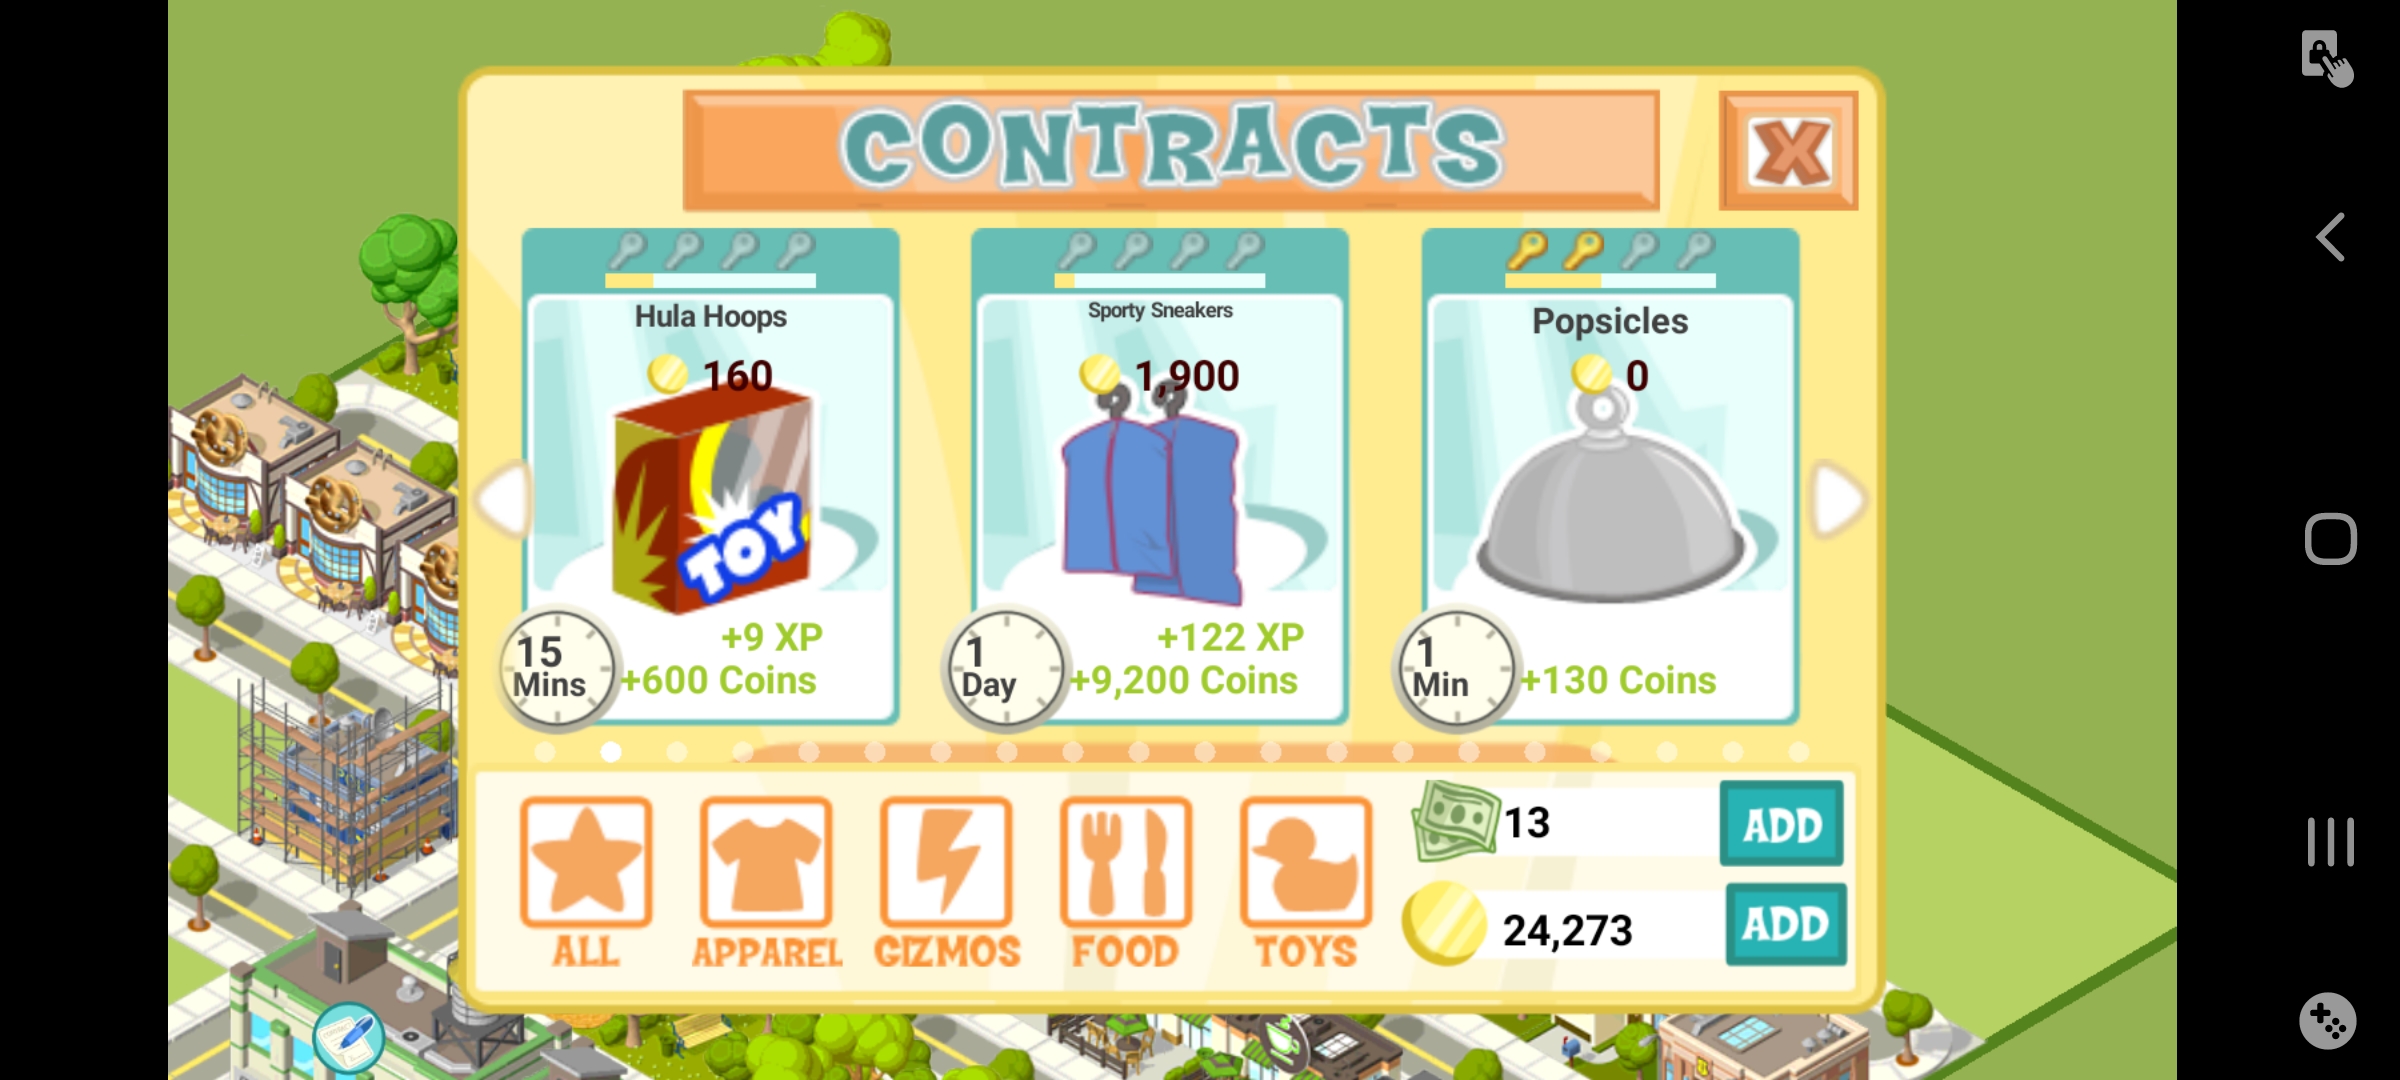 CONTRACTS
X
Hula Hoops
160
TOY
15
Mins
+9 XP
+600 Coins
Sporty Sneakers
1,900
1
Day
+122 XP
+9,200 Coins
Popsicles
0
1
Min
+130 Coins
ALL
APPAREL
GIZMOS
FOOD
TOYS
13
ADD
24,273
ADD